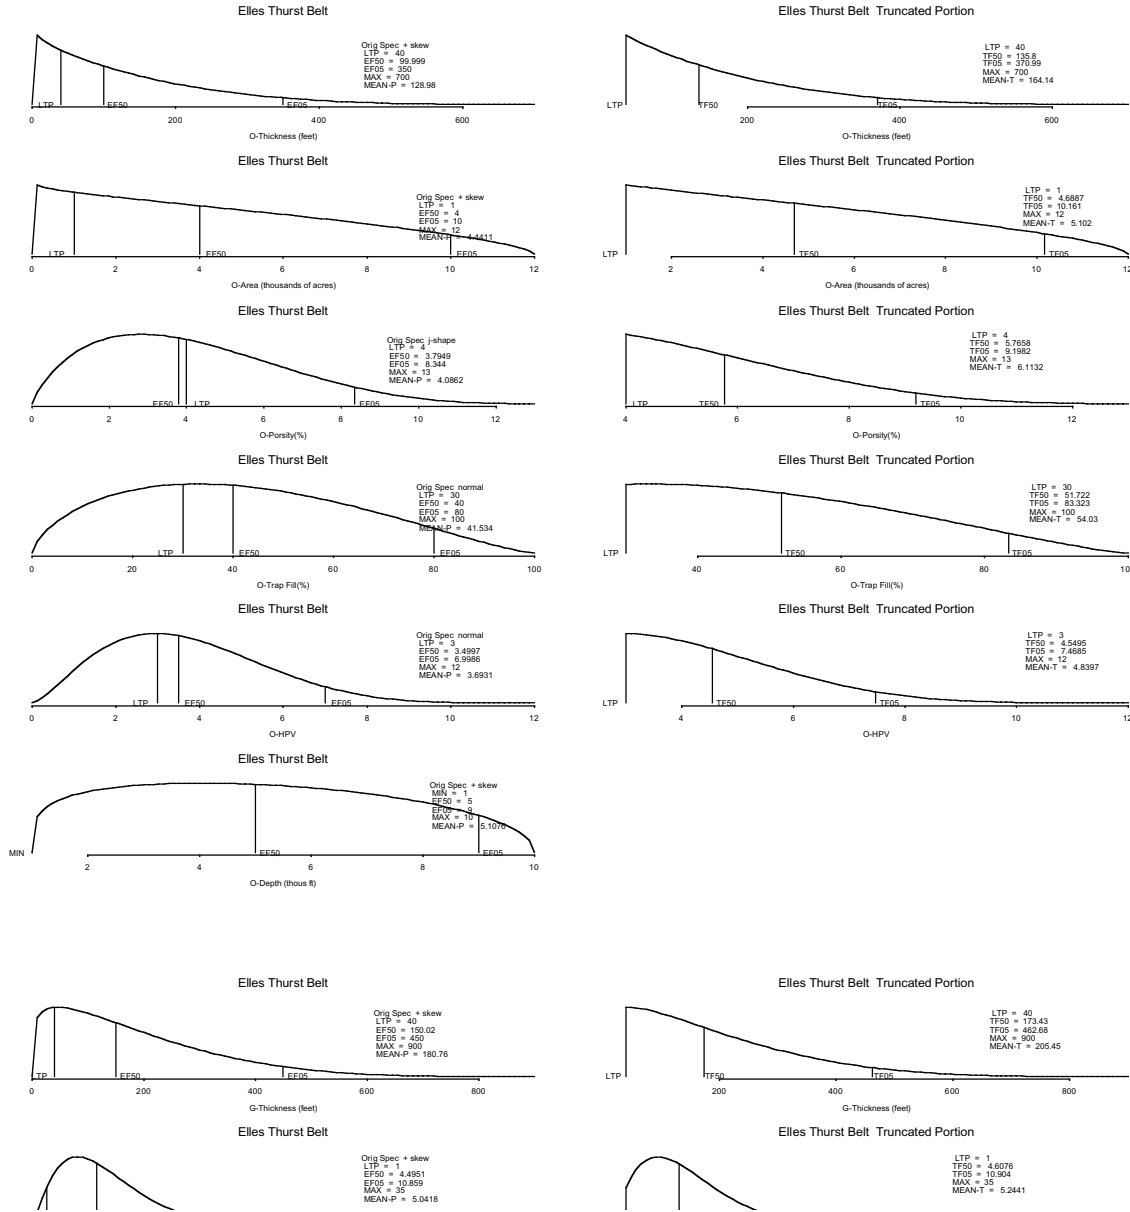 Elles Thurst Belt
Orig Spec + skew
LTP = 40
EF50 = 99.999
EF05 = 350
MAX = 700
MEAN-P = 128.98
LTP EF50 EF05
0 200 400 600
O-Thickness (feet)
Elles Thurst Belt Truncated Portion
LTP = 40
TF50 = 135.8
TF05 = 370.99
MAX = 700
MEAN-T = 164.14
LTP TF50 TF05
200 400 600
O-Thickness (feet)
Elles Thurst Belt
Orig Spec + skew
LTP = 1
EF50 = 4
EF05 = 10
MAX = 12
MEAN-P = 4.4411
LTP EF50 EF05
0 2 4 6 8 10 12
O-Area (thousands of acres)
Elles Thurst Belt Truncated Portion
LTP = 1
TF50 = 4.6887
TF05 = 10.161
MAX = 12
MEAN-T = 5.102
LTP TF50 TF05
2 4 6 8 10 12
O-Area (thousands of acres)
Elles Thurst Belt
Orig Spec j-shape
LTP = 4
EF50 = 3.7949
EF05 = 8.344
MAX = 13
MEAN-P = 4.0862
EF50 LTP EF05
0 2 4 6 8 10 12
O-Porsity(%)
Elles Thurst Belt Truncated Portion
LTP = 4
TF50 = 5.7658
TF05 = 9.1982
MAX = 13
MEAN-T = 6.1132
LTP TF50 TF05
4 6 8 10 12
O-Porsity(%)
Elles Thurst Belt
Orig Spec normal
LTP = 30
EF50 = 40
EF05 = 80
MAX = 100
MEAN-P = 41.534
LTP EF50 EF05
0 20 40 60 80 100
O-Trap Fill(%)
Elles Thurst Belt Truncated Portion
LTP = 30
TF50 = 51.722
TF05 = 83.323
MAX = 100
MEAN-T = 54.03
LTP TF50 TF05
40 60 80 100
O-Trap Fill(%)
Elles Thurst Belt
Orig Spec normal
LTP = 3
EF50 = 3.4997
EF05 = 6.9986
MAX = 12
MEAN-P = 3.6931
LTP EF50 EF05
0 2 4 6 8 10 12
O-HPV
Elles Thurst Belt Truncated Portion
LTP = 3
TF50 = 4.5495
TF05 = 7.4685
MAX = 12
MEAN-T = 4.8397
LTP TF50 TF05
4 6 8 10 12
O-HPV
Elles Thurst Belt
Orig Spec + skew
MIN = 1
EF50 = 5
EF05 = 9
MAX = 10
MEAN-P = 5.1076
MIN EF50 EF05
2 4 6 8 10
O-Depth (thous ft)
Elles Thurst Belt
Orig Spec + skew
LTP = 40
EF50 = 150.02
EF05 = 450
MAX = 900
MEAN-P = 180.76
TP EF50 EF05
0 200 400 600 800
G-Thickness (feet)
Elles Thurst Belt Truncated Portion
LTP = 40
TF50 = 173.43
TF05 = 462.68
MAX = 900
MEAN-T = 205.45
LTP TF50 TF05
200 400 600 800
G-Thickness (feet)
Elles Thurst Belt
Orig Spec + skew
LTP = 1
EF50 = 4.4951
EF05 = 10.859
MAX = 35
MEAN-P = 5.0418
Elles Thurst Belt Truncated Portion
LTP = 1
TF50 = 4.6076
TF05 = 10.904
MAX = 35
MEAN-T = 5.2441